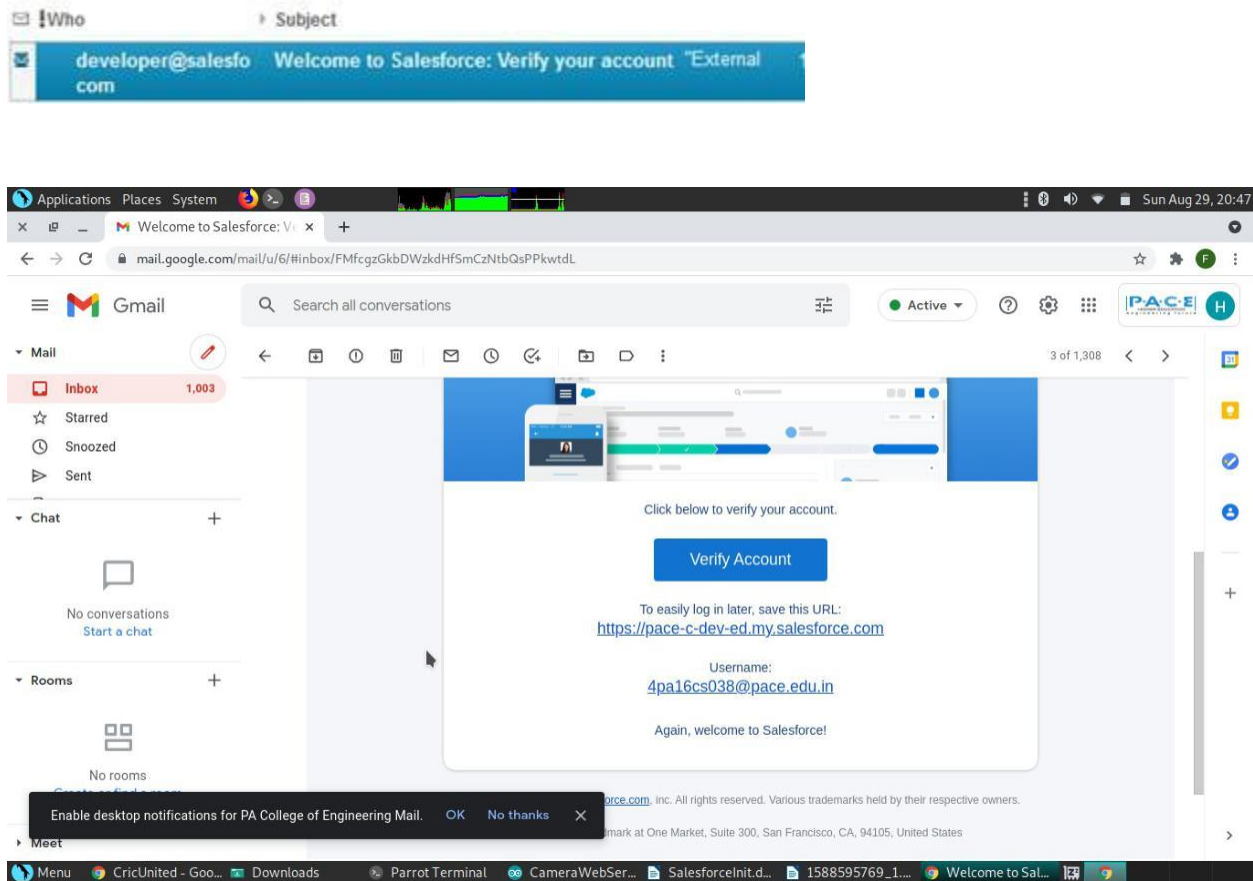 !Who Subject
developer@salesfo Welcome to Salesforce: Verify your account "External
com
Applications Places System Sun Aug 29, 20:47
Welcome to Salesforce: Ve
mail.google.com/mail/u/6/#inbox/FMfcgzGkbDWzkdHfSmCzNtbQsPPkwtdL F
Gmail Search all conversations Active P·A·C·E H
Mail 3 of 1,308 31
Inbox 1,003
Starred
Snoozed
Sent
Click below to verify your account.
Chat
Verify Account
No conversations
Start a chat
To easily log in later, save this URL:
https://pace-c-dev-ed.my.salesforce.com
Username:
4pa16cs038@pace.edu.in
Rooms
Again, welcome to Salesforce!
No rooms
orce.com, inc. All rights reserved. Various trademarks held by their respective owners.
Enable desktop notifications for PA College of Engineering Mail. OK No thanks
dmark at One Market, Suite 300, San Francisco, CA, 94105, United States
Meet
Menu CricUnited - Goo... Downloads Parrot Terminal CameraWebSer... SalesforceInit.d... 1588595769_1.... Welcome to Sal...